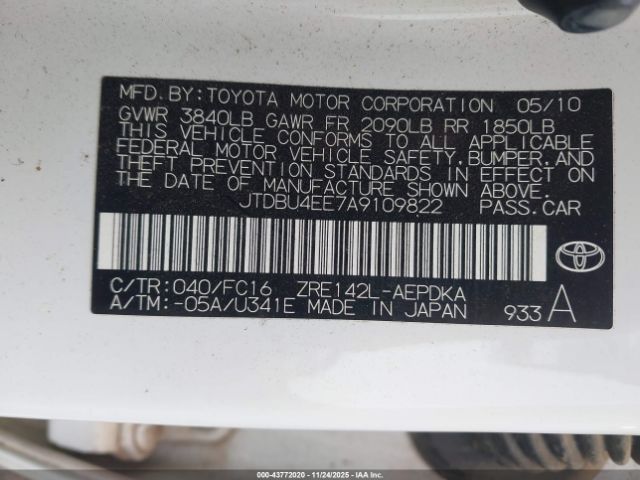 MFD. BY: TOYOTA MOTOR CORPORATION 05/10
GVWR 3840LB GAWR FR 2090LB RR 1850LB
THIS VEHICLE CONFORMS TO ALL APPLICABLE
FEDERAL MOTOR VEHICLE SAFETY, BUMPER, AND
THEFT PREVENTION STANDARDS IN EFFECT ON
THE DATE OF MANUFACTURE SHOWN ABOVE.
JTDBU4EE7A9109822 PASS. CAR
C/TR: 040/FC16 ZRE142L-AEPDKA
A/TM: -05A/U341E MADE IN JAPAN 933 A
000-43772020 - 11/24/2025 - IAAI